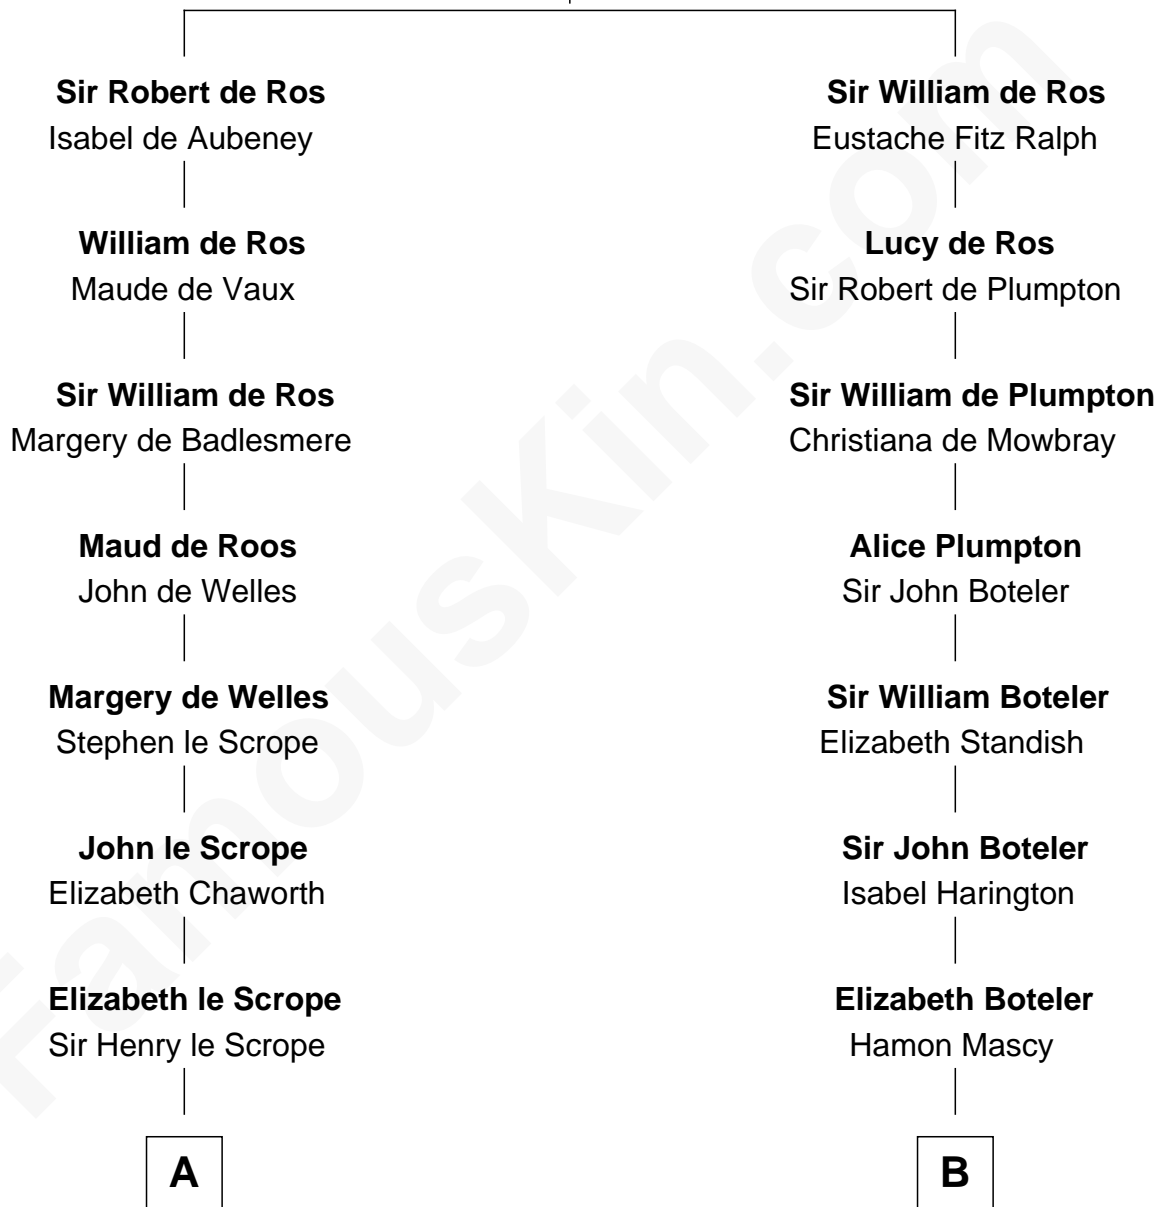 Sir Robert de Ros
Isabel de Aubeney
William de Ros
Maude de Vaux
Sir William de Ros
Margery de Badlesmere
Maud de Roos
John de Welles
Margery de Welles
Stephen le Scrope
John le Scrope
Elizabeth Chaworth
Elizabeth le Scrope
Sir Henry le Scrope
A
Sir William de Ros
Eustache Fitz Ralph
Lucy de Ros
Sir Robert de Plumpton
Sir William de Plumpton
Christiana de Mowbray
Alice Plumpton
Sir John Boteler
Sir William Boteler
Elizabeth Standish
Sir John Boteler
Isabel Harington
Elizabeth Boteler
Hamon Mascy
B
FamousKin.com